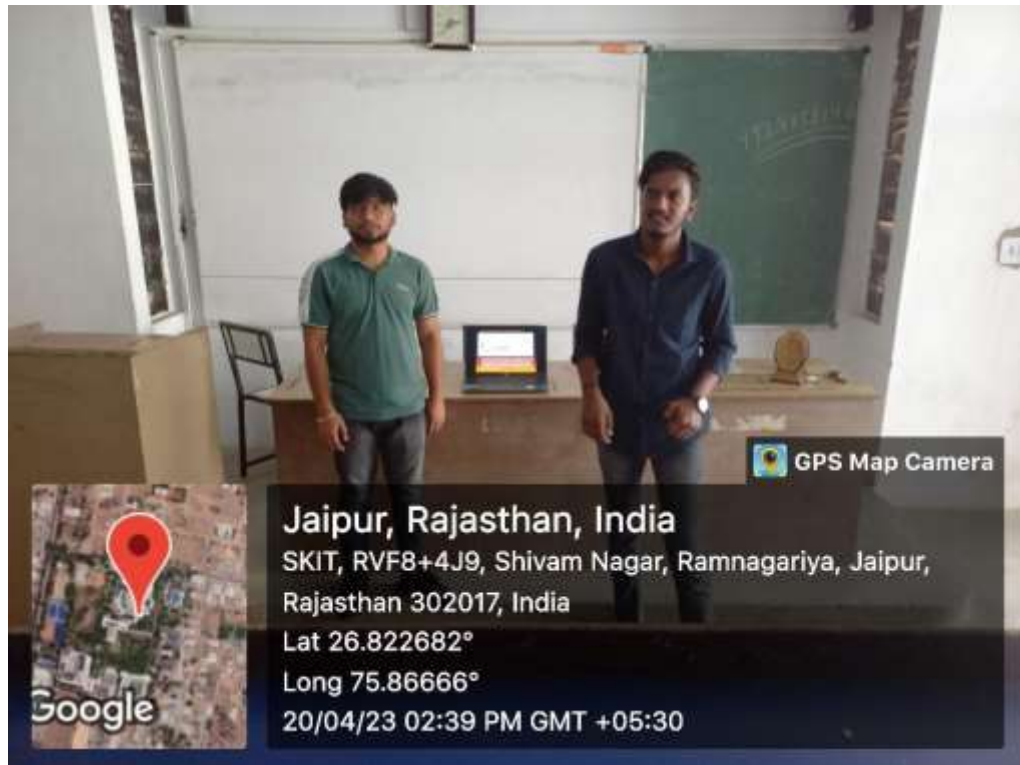 GPS Map Camera
Jaipur, Rajasthan, India
SKIT, RVF8+4J9, Shivam Nagar, Ramnagariya, Jaipur,
Rajasthan 302017, India
Lat 26.822682°
Long 75.86666°
20/04/23 02:39 PM GMT +05:30
Google